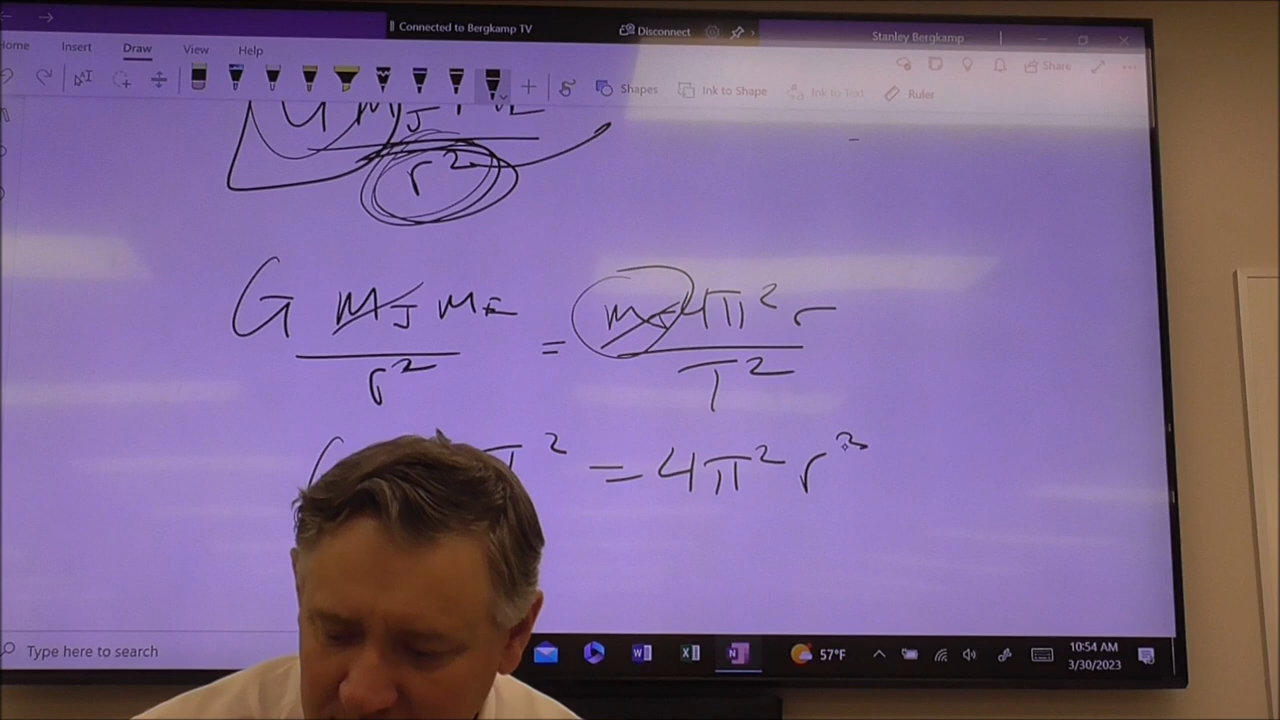 Connected to Bergkamp TV Disconnect
Stanley Bergkamp
Home Insert Draw View Help
Share
Shapes Ink to Shape Ink to Text Ruler
r²
G M_J M_E = M_J 4π² r
r² T²
T² = 4π² r³
Type here to search
57°F
10:54 AM
3/30/2023